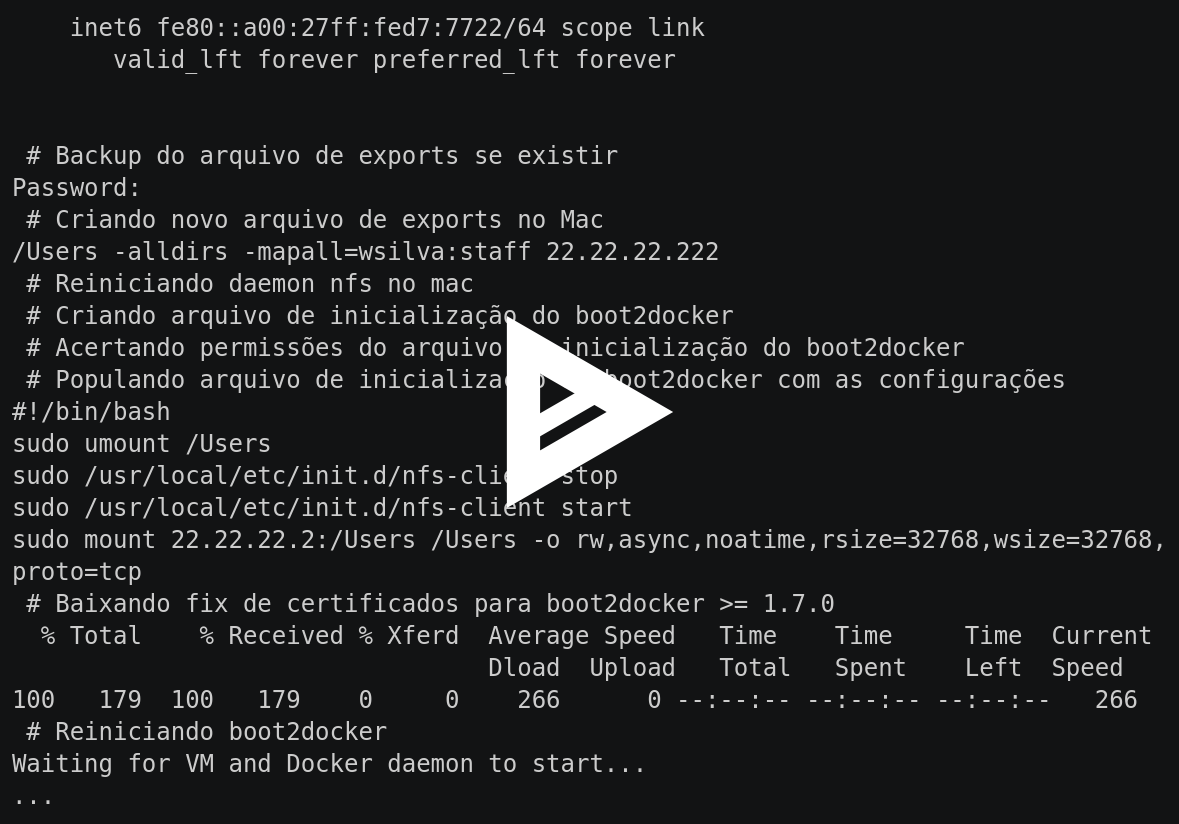 inet6 fe80::a00:27ff:fed7:7722/64 scope link
valid_lft forever preferred_lft forever
# Backup do arquivo de exports se existir
Password:
# Criando novo arquivo de exports no Mac
/Users -alldirs -mapall=wsilva:staff 22.22.22.222
# Reiniciando daemon nfs no mac
# Criando arquivo de inicialização do boot2docker
# Acertando permissões do arquivo inicialização do boot2docker
# Populando arquivo de boot2docker com as configurações
#!/bin/bash
sudo umount /Users
sudo /usr/local/etc/init.d/nfs-client stop
sudo /usr/local/etc/init.d/nfs-client start
sudo mount 22.22.22.2:/Users /Users -o rw,async,noatime,rsize=32768,wsize=32768,
proto=tcp
# Baixando fix de certificados para boot2docker >= 1.7.0
% Total % Received % Xferd Average Speed Time Time Time Current
Dload Upload Total Spent Left Speed
100 179 100 179 0 0 266 0 --:--:-- --:--:-- --:--:-- 266
# Reiniciando boot2docker
Waiting for VM and Docker daemon to start...
...